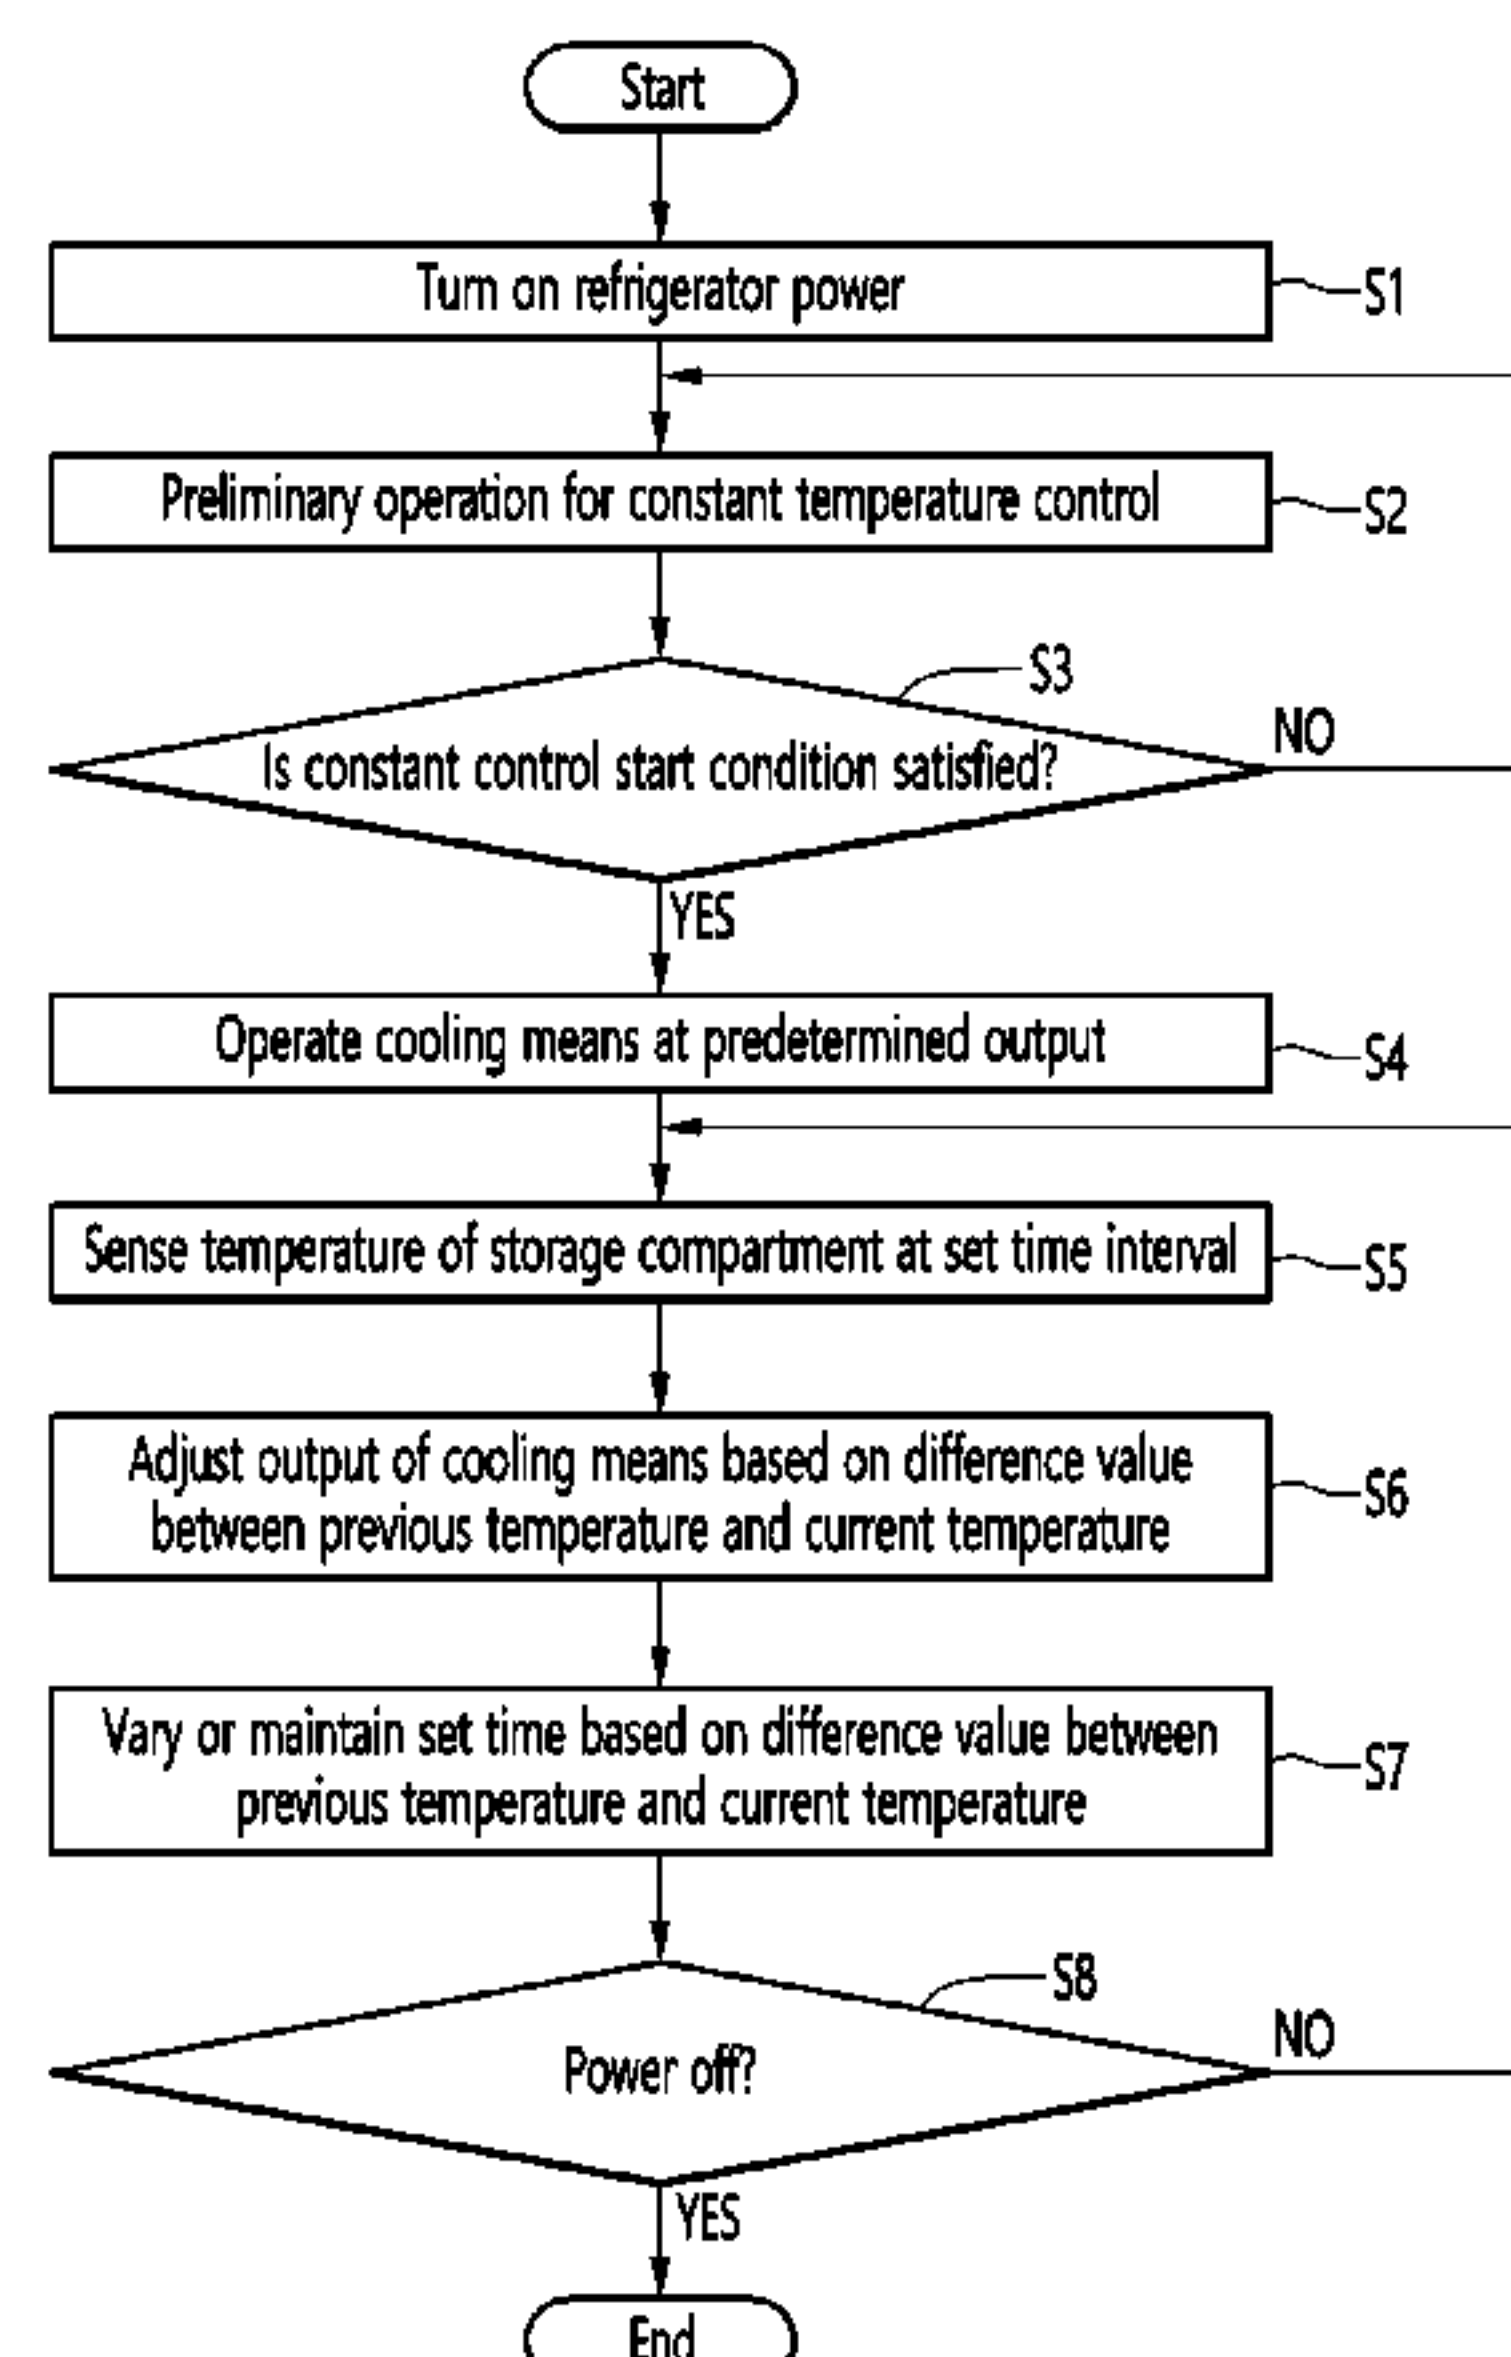 Start
Turn on refrigerator power
S1
Preliminary operation for constant temperature control
S2
S3
Is constant control start condition satisfied?
NO
YES
Operate cooling means at predetermined output
S4
Sense temperature of storage compartment at set time interval
S5
Adjust output of cooling means based on difference value
between previous temperature and current temperature
S6
Vary or maintain set time based on difference value between
previous temperature and current temperature
S7
S8
Power off?
NO
YES
End